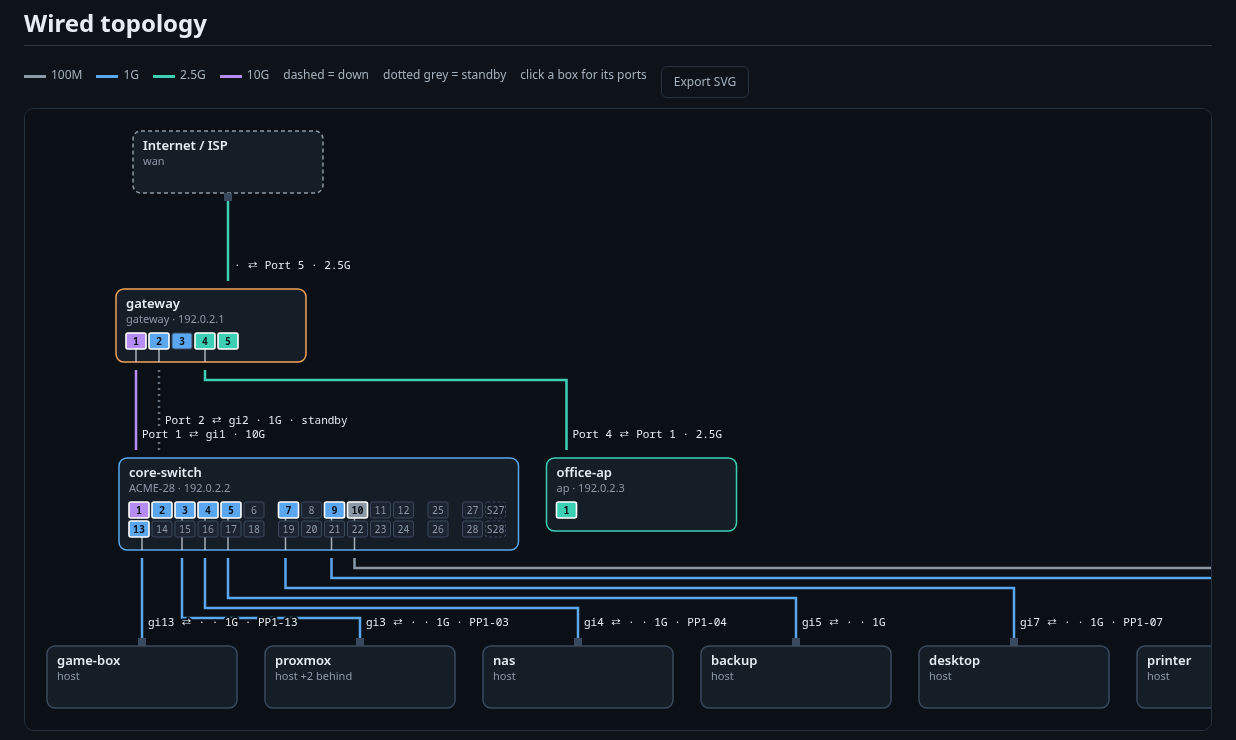 Wired topology
100M 1G 2.5G 10G dashed = down dotted grey = standby click a box for its ports Export SVG
Internet / ISP
wan
· ⇄ Port 5 · 2.5G
gateway
gateway · 192.0.2.1
1 2 3 4 5
Port 2 ⇄ gi2 · 1G · standby
Port 1 ⇄ gi1 · 10G
Port 4 ⇄ Port 1 · 2.5G
core-switch
ACME-28 · 192.0.2.2
1 2 3 4 5 6 7 8 9 10 11 12 25 27 S27
13 14 15 16 17 18 19 20 21 22 23 24 26 28 S28
office-ap
ap · 192.0.2.3
1
gi13 ⇄ · · 1G · PP1-13
gi3 ⇄ · · 1G · PP1-03
gi4 ⇄ · · 1G · PP1-04
gi5 ⇄ · · 1G
gi7 ⇄ · · 1G · PP1-07
game-box
host
proxmox
host +2 behind
nas
host
backup
host
desktop
host
printer
host